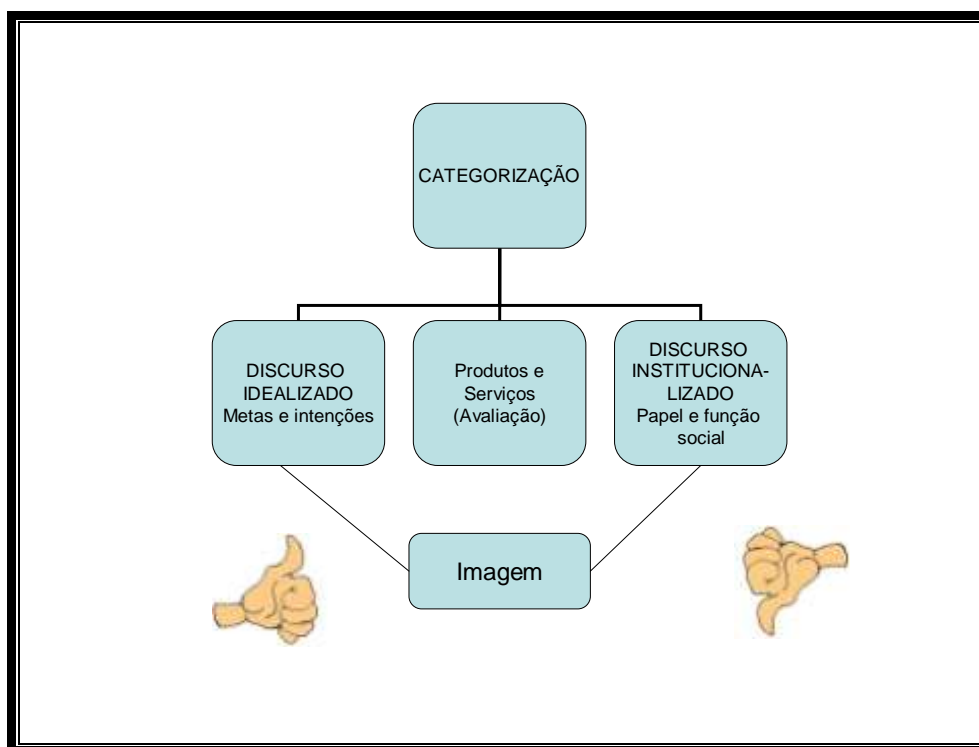 CATEGORIZAÇÃO
DISCURSO
IDEALIZADO
Metas e intenções
Produtos e
Serviços
(Avaliação)
DISCURSO
INSTITUCIONA-
LIZADO
Papel e função
social
Imagem